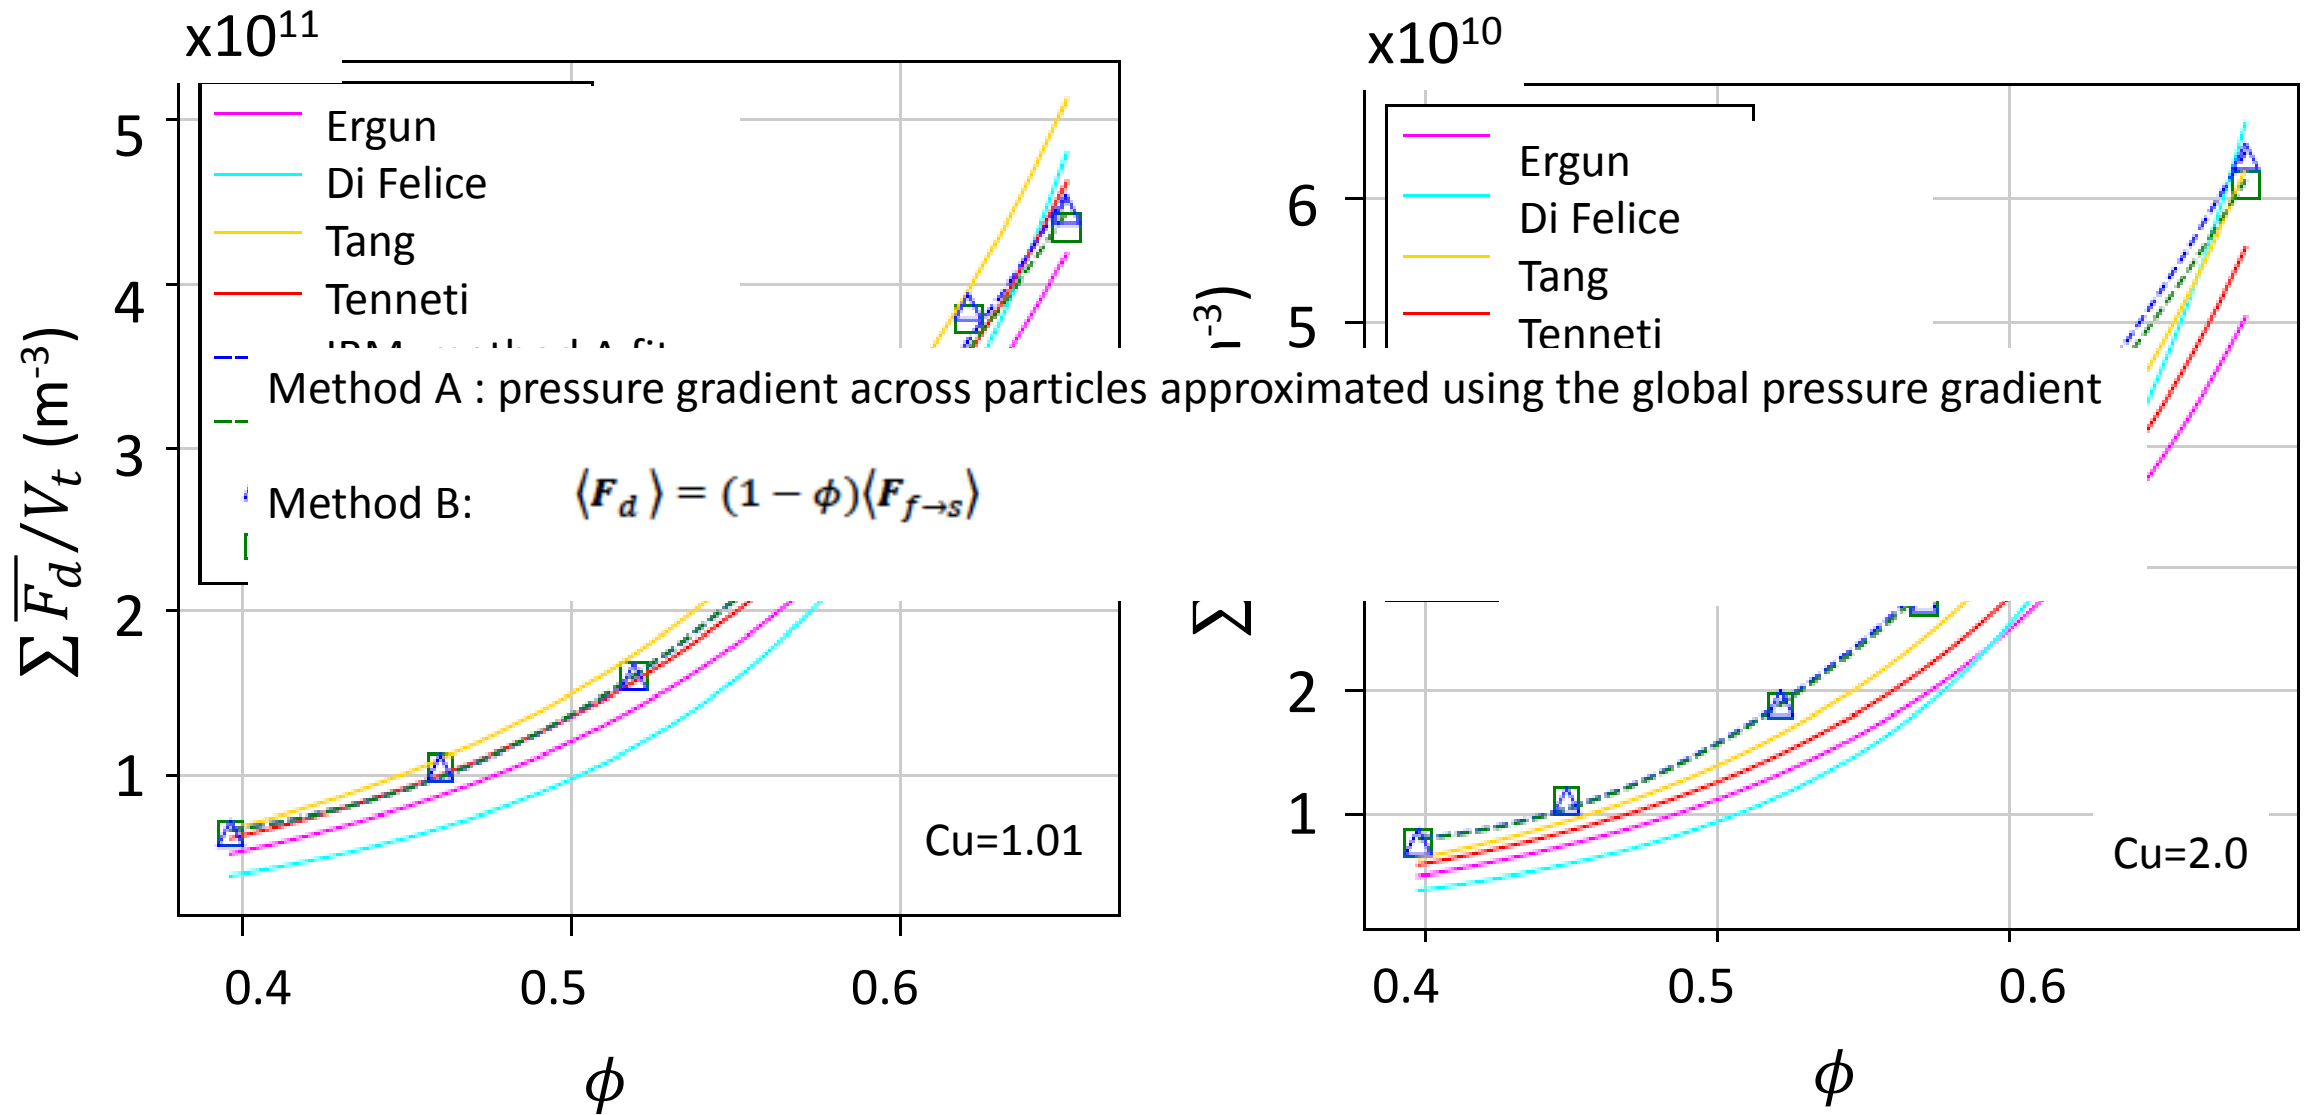 x10¹¹
5
4
3
2
1
∑ F̅_d/V_t (m⁻³)
Ergun
Di Felice
Tang
Tenneti
Cu=1.01
0.4 0.5 0.6
ϕ
x10¹⁰
6
5
2
1
∑
⁻³)
Ergun
Di Felice
Tang
Tenneti
Cu=2.0
0.4 0.5 0.6
ϕ
Method A : pressure gradient across particles approximated using the global pressure gradient
Method B: ⟨F_d⟩ = (1 − ϕ)⟨F_f→s⟩